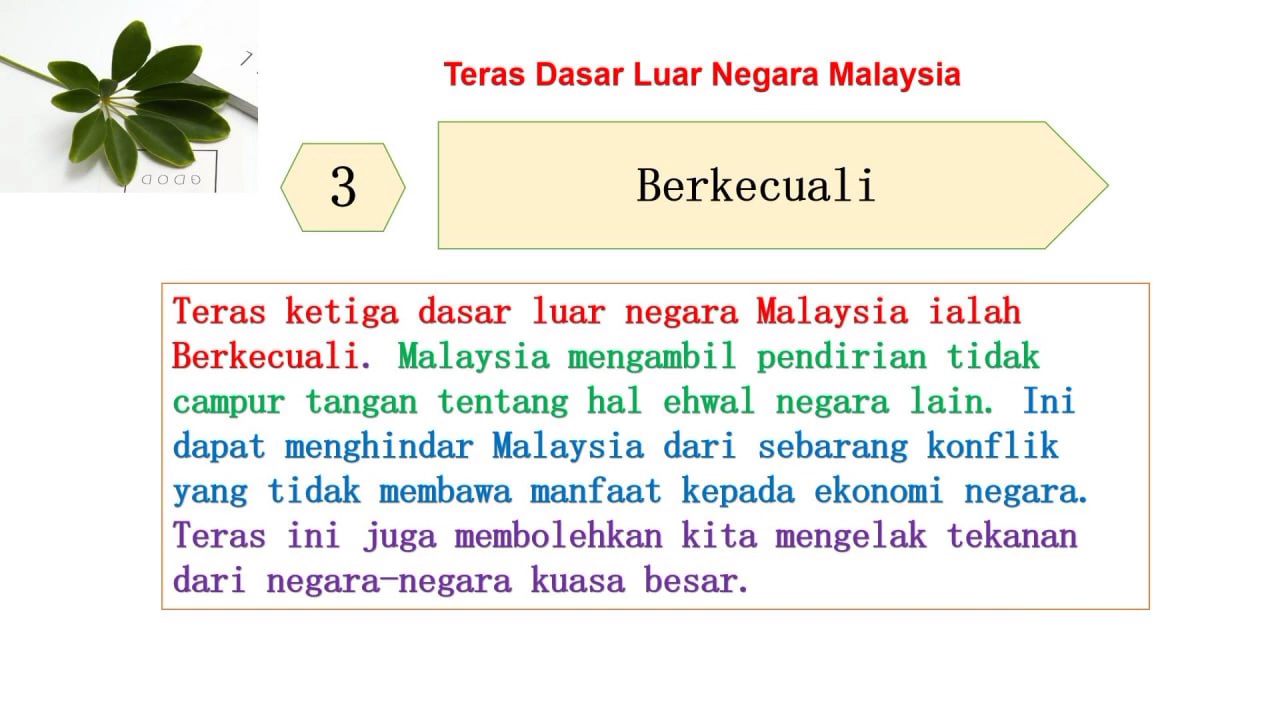 Teras Dasar Luar Negara Malaysia
3
Berkecuali
Teras ketiga dasar luar negara Malaysia ialah
Berkecuali. Malaysia mengambil pendirian tidak
campur tangan tentang hal ehwal negara lain. Ini
dapat menghindar Malaysia dari sebarang konflik
yang tidak membawa manfaat kepada ekonomi negara.
Teras ini juga membolehkan kita mengelak tekanan
dari negara-negara kuasa besar.